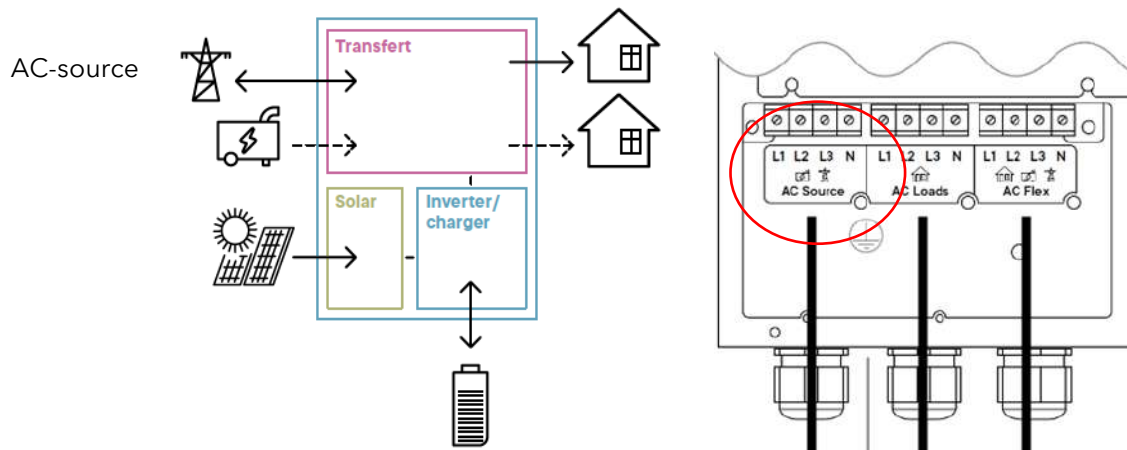 AC-source
Transfert
Solar
Inverter/
charger
L1 L2 L3 N
AC Source
L1 L2 L3 N
AC Loads
L1 L2 L3 N
AC Flex